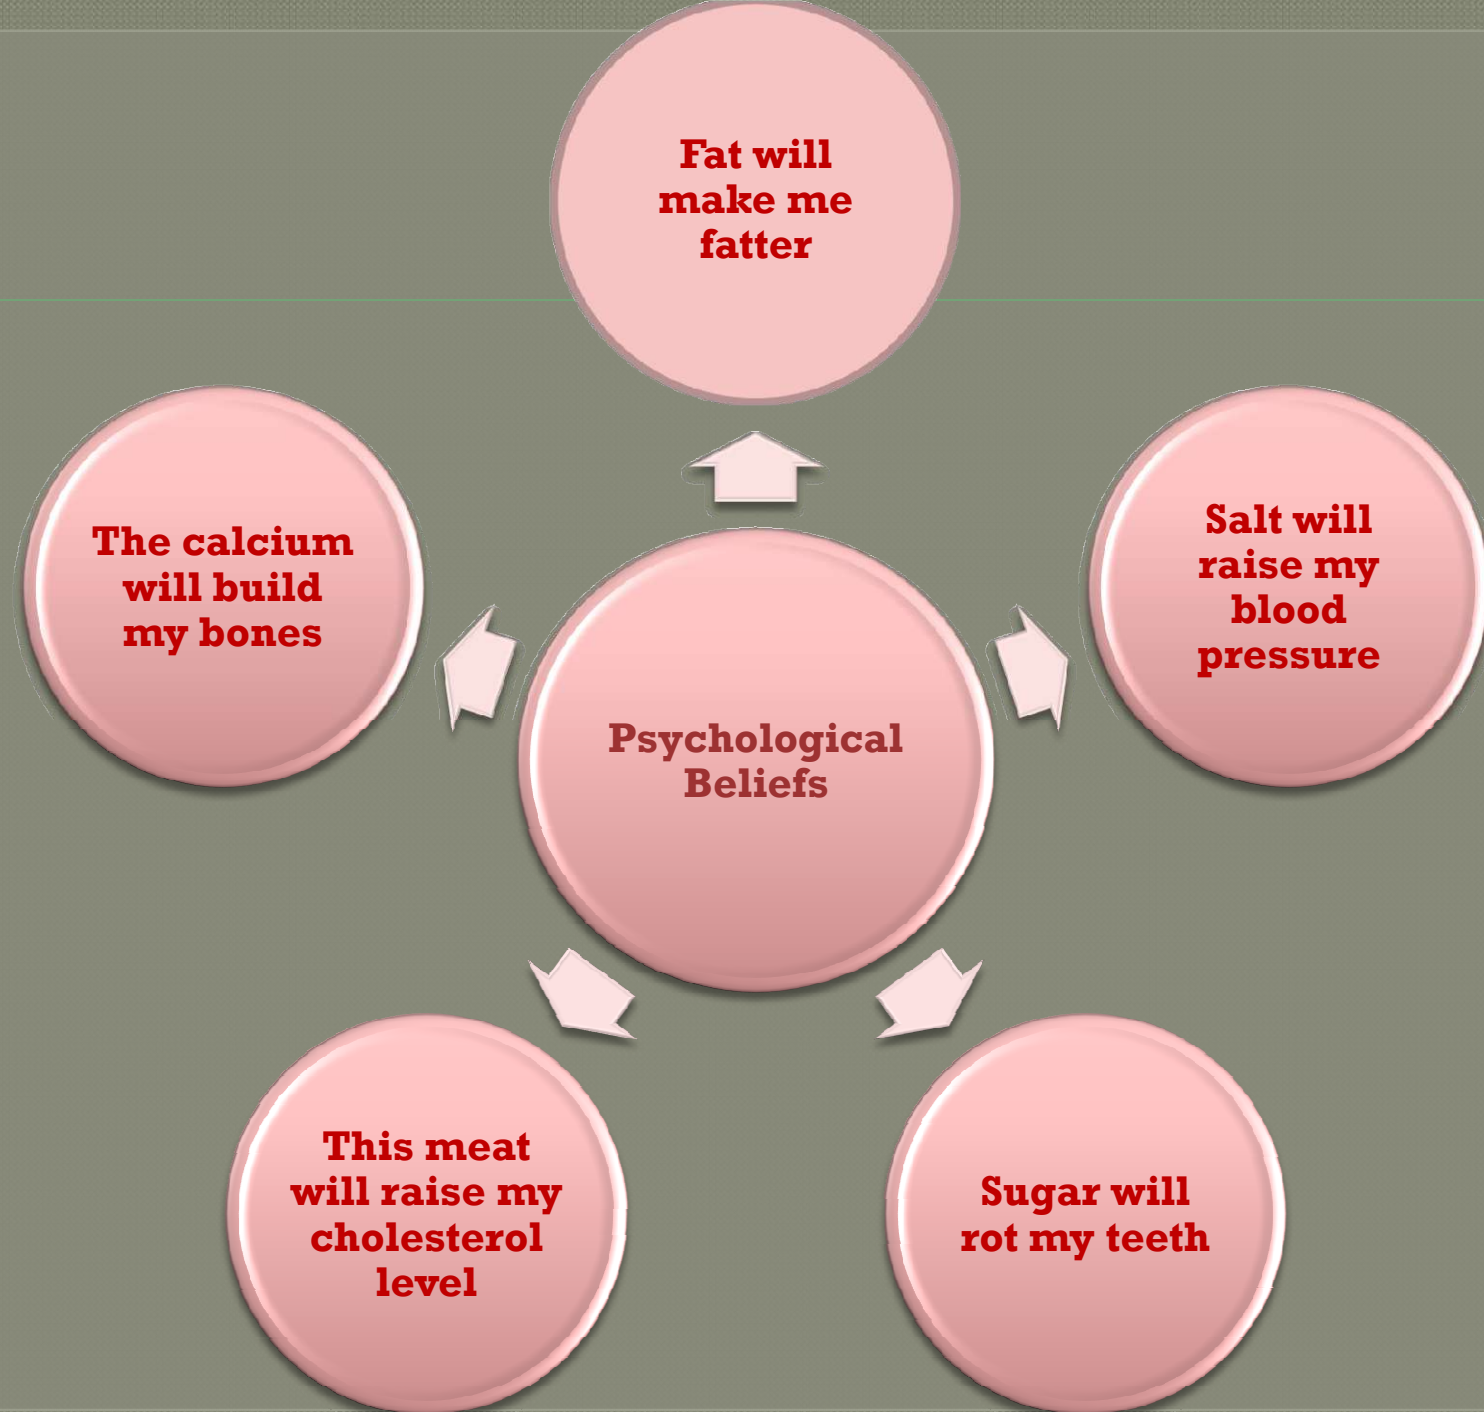 Fat will
make me
fatter
Salt will
raise my
blood
pressure
Sugar will
rot my teeth
This meat
will raise my
cholesterol
level
The calcium
will build
my bones
Psychological
Beliefs